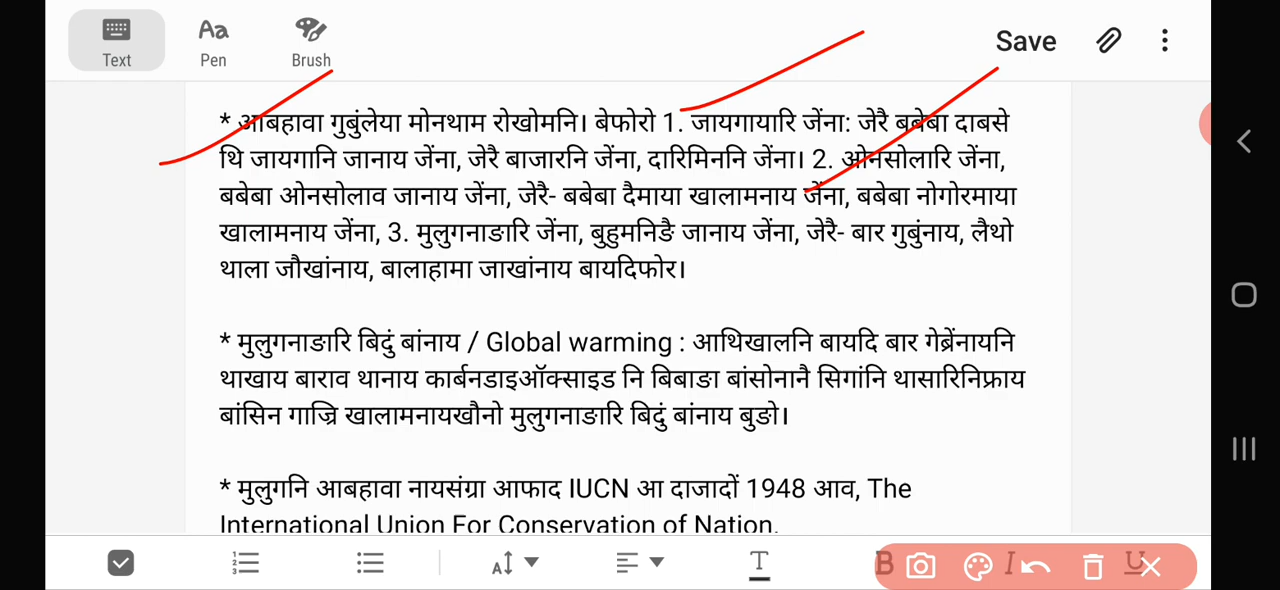 Text
Pen
Brush
Save
* आबहावा गुबुंलेया मोनथाम रोखोमनि। बेफोरो 1. जायगायारि जेंना: जेरै बबेबा दाबसे
थि जायगानि जानाय जेंना, जेरै बाजारनि जेंना, दारिमिननि जेंना। 2. ओनसोलारि जेंना,
बबेबा ओनसोलाव जानाय जेंना, जेरै- बबेबा दैमाया खालामनाय जेंना, बबेबा नोगोरमाया
खालामनाय जेंना, 3. मुलुगनाङारि जेंना, बुहुमनिङै जानाय जेंना, जेरै- बार गुबुंनाय, लैथो
थाला जौखांनाय, बालाहामा जाखांनाय बायदिफोर।
* मुलुगनाङारि बिदुं बांनाय / Global warming : आथिखालनि बायदि बार गेब्रेंनायनि
थाखाय बाराव थानाय कार्बनडाइऑक्साइड नि बिबाङा बांसोनानै सिगांनि थासारिनिफ्राय
बांसिन गाज्रि खालामनायखौनो मुलुगनाङारि बिदुं बांनाय बुङो।
* मुलुगनि आबहावा नायसंग्रा आफाद IUCN आ दाजादों 1948 आव, The
International Union For Conservation of Nation.